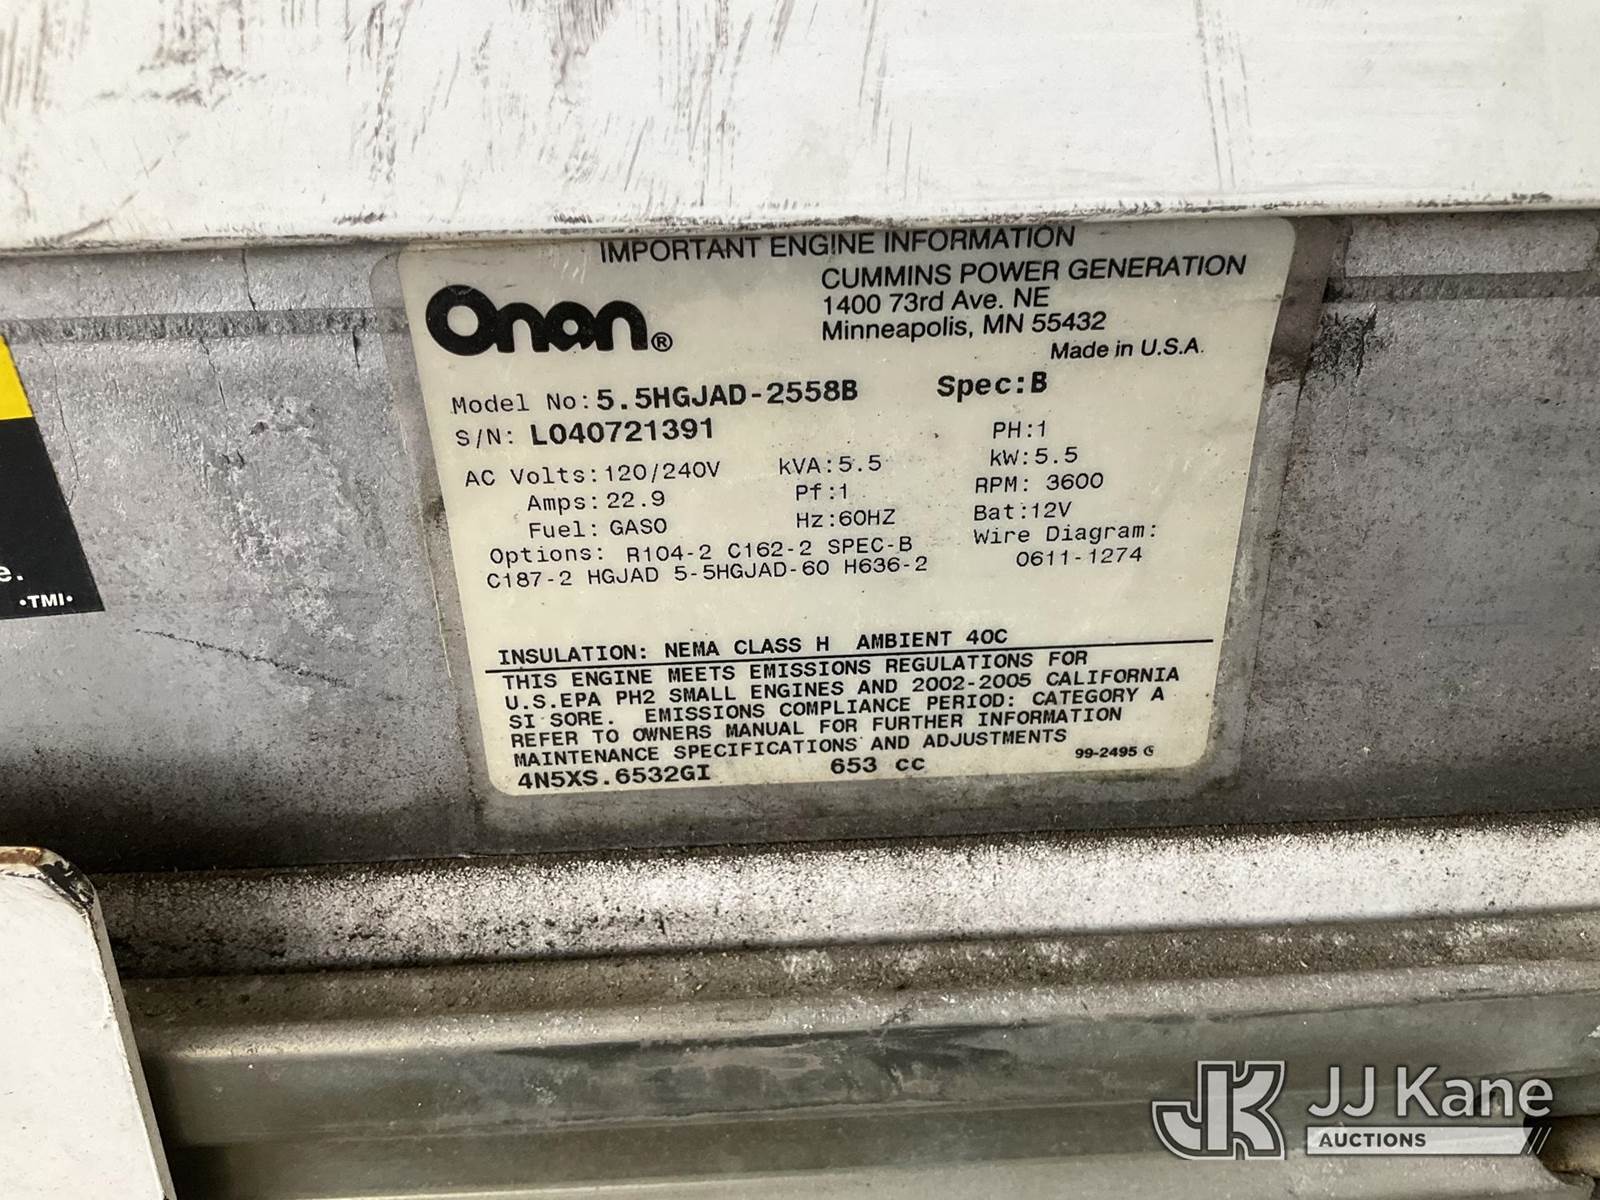 IMPORTANT ENGINE INFORMATION
Onan®
CUMMINS POWER GENERATION
1400 73rd Ave. NE
Minneapolis, MN 55432
Made in U.S.A.
Model No:5.5HGJAD-2558B Spec:B
S/N: L040721391 PH:1
AC Volts:120/240V kVA:5.5 kW:5.5
Amps:22.9 Pf:1 RPM: 3600
Fuel: GASO Hz:60HZ Bat:12V
Options: R104-2 C162-2 SPEC-B Wire Diagram:
C187-2 HGJAD 5-5HGJAD-60 H636-2 0611-1274
INSULATION: NEMA CLASS H AMBIENT 40C
THIS ENGINE MEETS EMISSIONS REGULATIONS FOR
U.S.EPA PH2 SMALL ENGINES AND 2002-2005 CALIFORNIA
SI SORE. EMISSIONS COMPLIANCE PERIOD: CATEGORY A
REFER TO OWNERS MANUAL FOR FURTHER INFORMATION
MAINTENANCE SPECIFICATIONS AND ADJUSTMENTS
4N5XS.6532GI 653 cc 99-2495 G
e.
•TMI•
JK JJ Kane
AUCTIONS